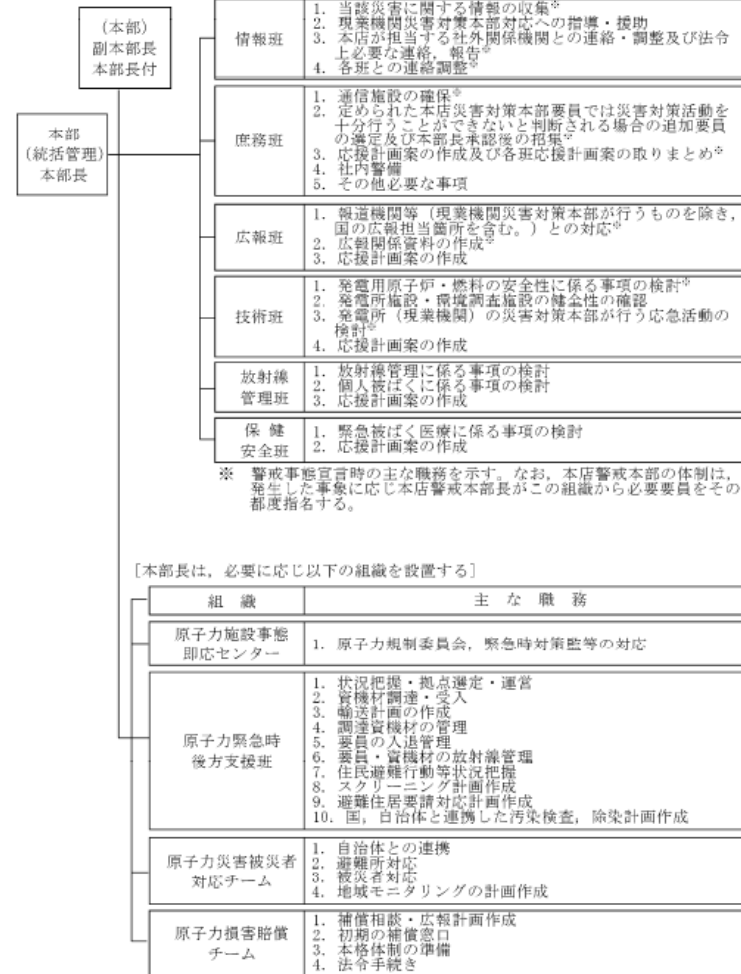 (本部)
副本部長
本部長付
本部
(統括管理)
本部長
情報班
1. 当該災害に関する情報の収集※
2. 現業機関災害対策本部対応への指導・援助
3. 本店が担当する社外関係機関との連絡・調整及び法令
上必要な連絡，報告※
4. 各班との連絡調整※
庶務班
1. 通信施設の確保※
2. 定められた本店災害対策本部要員では災害対策活動を
十分行うことができないと判断される場合の追加要員
の選定及び本部長承認後の招集※
3. 応援計画案の作成及び各班応援計画案の取りまとめ※
4. 社内警備
5. その他必要な事項
広報班
1. 報道機関等（現業機関災害対策本部が行うものを除き，
国の広報担当箇所を含む。）との対応※
2. 広報関係資料の作成※
3. 応援計画案の作成
技術班
1. 発電用原子炉・燃料の安全性に係る事項の検討※
2. 発電所施設・環境調査施設の健全性の確認
3. 発電所（現業機関）の災害対策本部が行う応急活動の
検討※
4. 応援計画案の作成
放射線
管理班
1. 放射線管理に係る事項の検討
2. 個人被ばくに係る事項の検討
3. 応援計画案の作成
保 健
安全班
1. 緊急被ばく医療に係る事項の検討
2. 応援計画案の作成
※ 警戒事態宣言時の主な職務を示す。なお，本店警戒本部の体制は，
発生した事象に応じ本店警戒本部長がこの組織から必要要員をその
都度指名する。
［本部長は，必要に応じ以下の組織を設置する］
組 織
主 な 職 務
原子力施設事態
即応センター
1. 原子力規制委員会，緊急時対策監等の対応
原子力緊急時
後方支援班
1. 状況把握・拠点選定・運営
2. 資機材調達・受入
3. 輸送計画の作成
4. 調達資機材の管理
5. 要員の入退管理
6. 要員・資機材の放射線管理
7. 住民避難行動等状況把握
8. スクリーニング計画作成
9. 避難住居要請対応計画作成
10. 国，自治体と連携した汚染検査，除染計画作成
原子力災害被災者
対応チーム
1. 自治体との連携
2. 避難所対応
3. 被災者対応
4. 地域モニタリングの計画作成
原子力損害賠償
チーム
1. 補償相談・広報計画作成
2. 初期の補償窓口
3. 本格体制の準備
4. 法令手続き